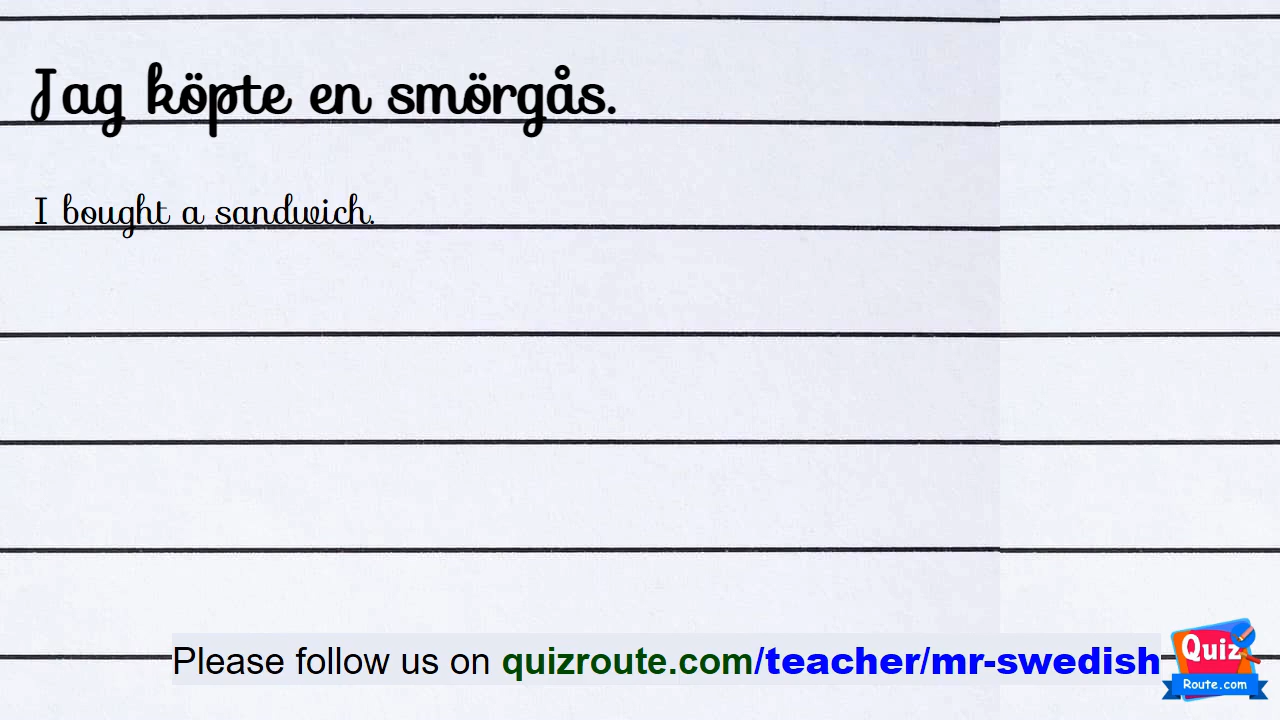 Jag köpte en smörgås.
I bought a sandwich.
Please follow us on quizroute.com/teacher/mr-swedish
Quiz
Route.com